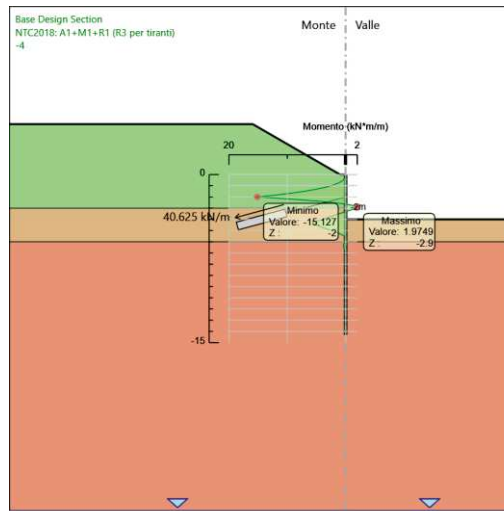 Base Design Section
NTC2018: A1+M1+R1 (R3 per tiranti)
-4
Monte
Valle
Momento (kN*m/m)
20
2
0
40.625 kN/m
Minimo
Valore: -15.127
Z : -2
Massimo
Valore: 1.9749
Z : -2.9
-15